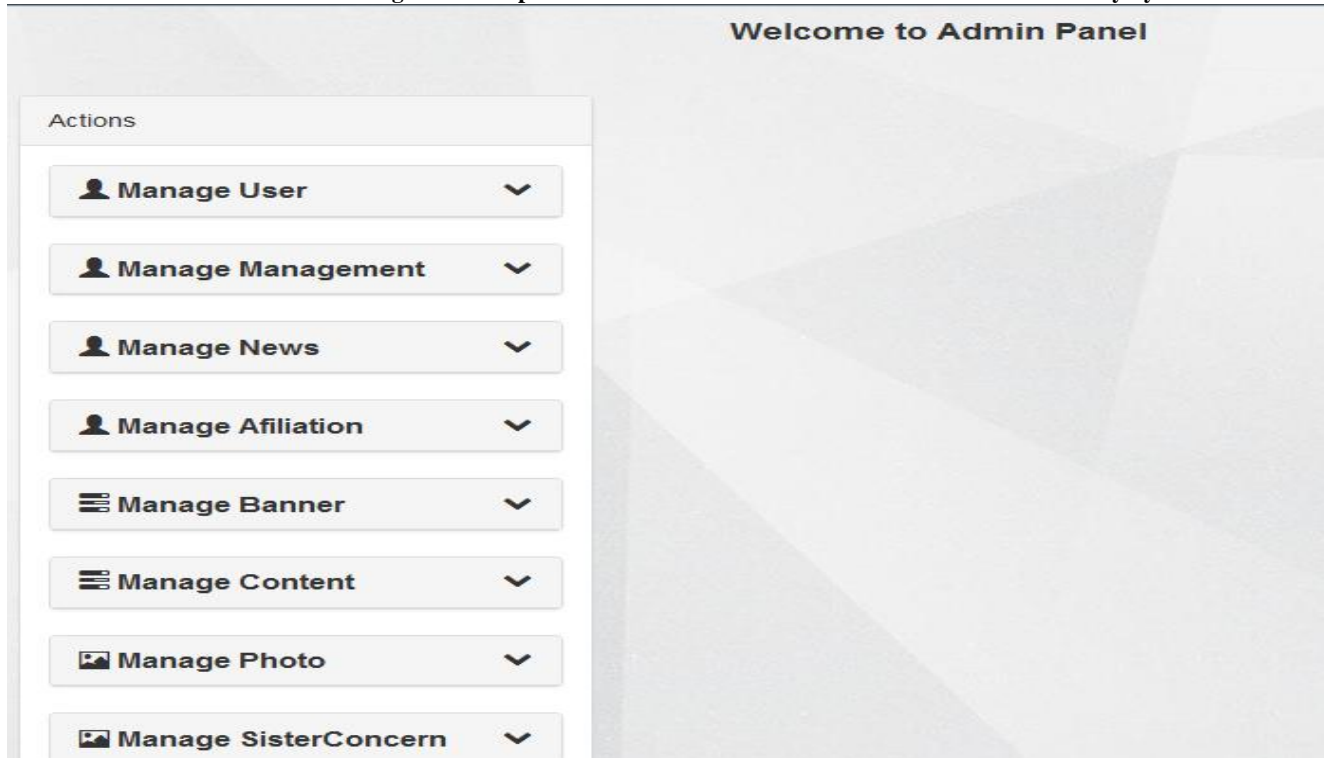 Welcome to Admin Panel
Actions
Manage User
Manage Management
Manage News
Manage Afiliation
Manage Banner
Manage Content
Manage Photo
Manage SisterConcern